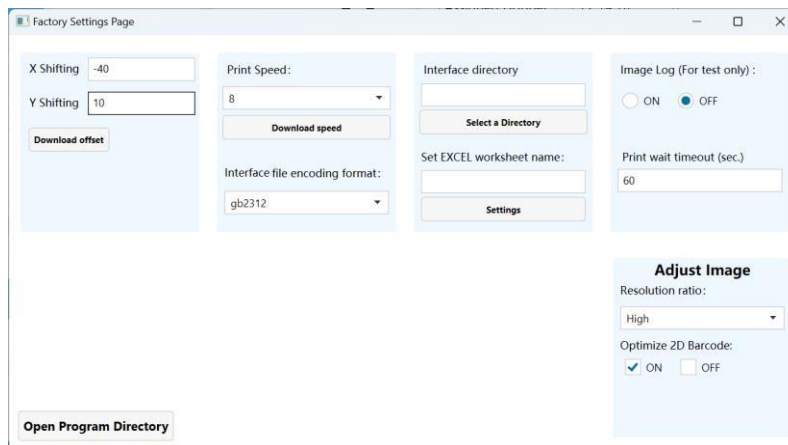 Factory Settings Page
X Shifting -40
Y Shifting 10
Download offset
Print Speed:
8
Download speed
Interface file encoding format:
gb2312
Interface directory
Select a Directory
Set EXCEL worksheet name:
Settings
Image Log (For test only) :
ON OFF
Print wait timeout (sec.)
60
Adjust Image
Resolution ratio:
High
Optimize 2D Barcode:
ON OFF
Open Program Directory